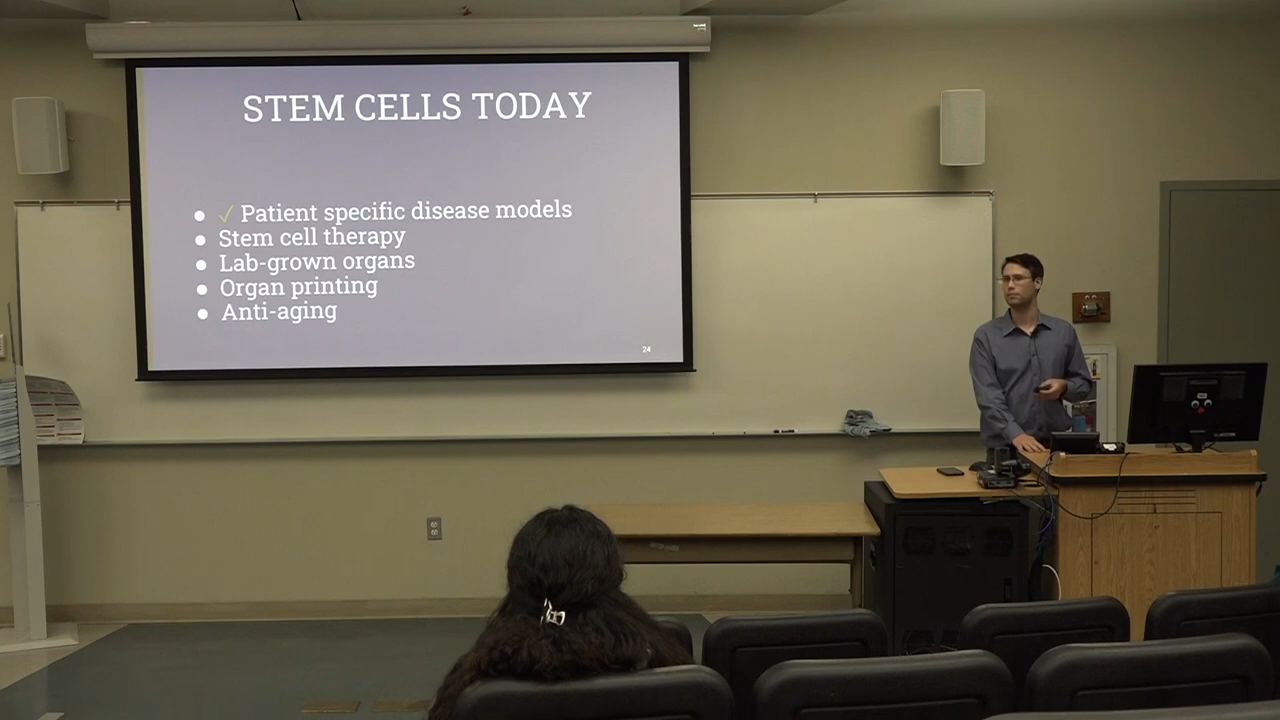 STEM CELLS TODAY
● ✓ Patient specific disease models
● Stem cell therapy
● Lab-grown organs
● Organ printing
● Anti-aging
24